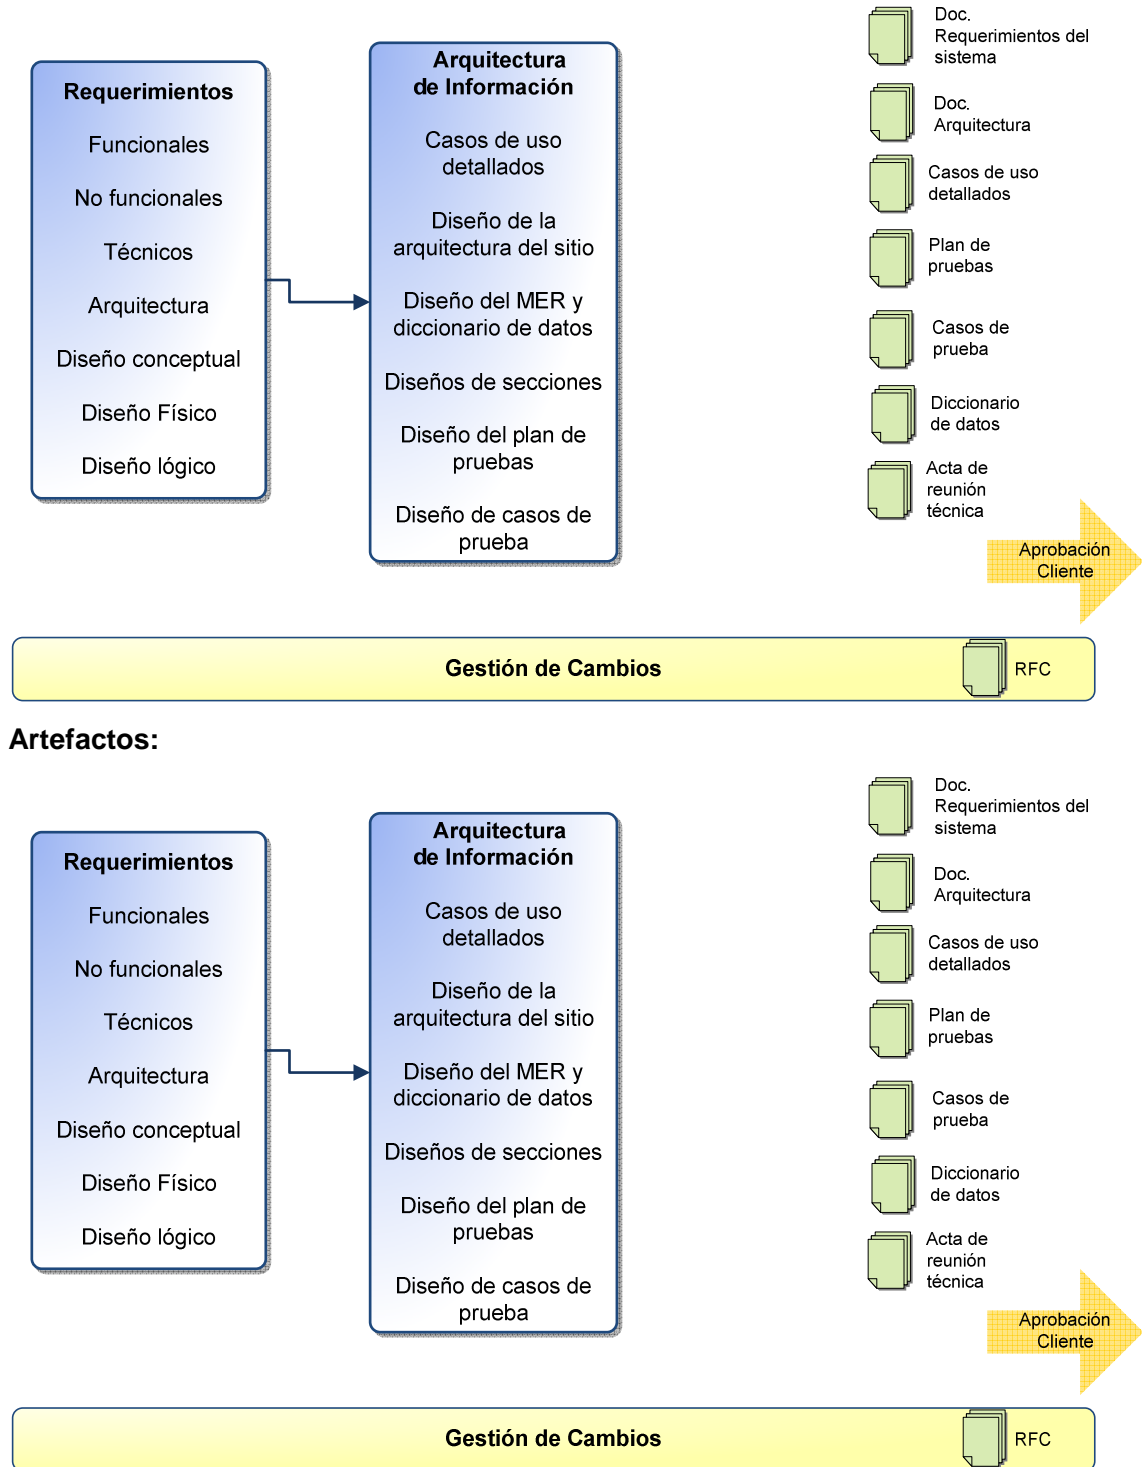 Requerimientos
Funcionales
No funcionales
Técnicos
Arquitectura
Diseño conceptual
Diseño Físico
Diseño lógico
Arquitectura
de Información
Casos de uso
detallados
Diseño de la
arquitectura del sitio
Diseño del MER y
diccionario de datos
Diseños de secciones
Diseño del plan de
pruebas
Diseño de casos de
prueba
Doc.
Requerimientos del
sistema
Doc.
Arquitectura
Casos de uso
detallados
Plan de
pruebas
Casos de
prueba
Diccionario
de datos
Acta de
reunión
técnica
Aprobación
Cliente
Gestión de Cambios
RFC
Artefactos:
Requerimientos
Funcionales
No funcionales
Técnicos
Arquitectura
Diseño conceptual
Diseño Físico
Diseño lógico
Arquitectura
de Información
Casos de uso
detallados
Diseño de la
arquitectura del sitio
Diseño del MER y
diccionario de datos
Diseños de secciones
Diseño del plan de
pruebas
Diseño de casos de
prueba
Doc.
Requerimientos del
sistema
Doc.
Arquitectura
Casos de uso
detallados
Plan de
pruebas
Casos de
prueba
Diccionario
de datos
Acta de
reunión
técnica
Aprobación
Cliente
Gestión de Cambios
RFC